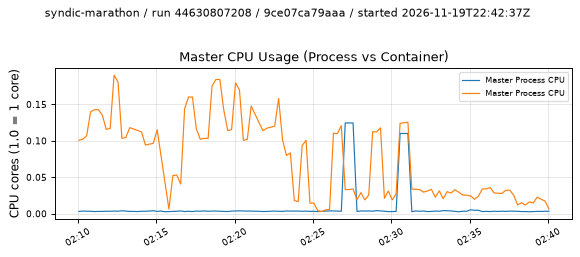 syndic-marathon / run 44630807208 / 9ce07ca79aaa / started 2026-11-19T22:42:37Z
Master CPU Usage (Process vs Container)
CPU cores (1.0 = 1 core)
0.15
0.10
0.05
0.00
Master Process CPU
Master Process CPU
02:10
02:15
02:20
02:25
02:30
02:35
02:40